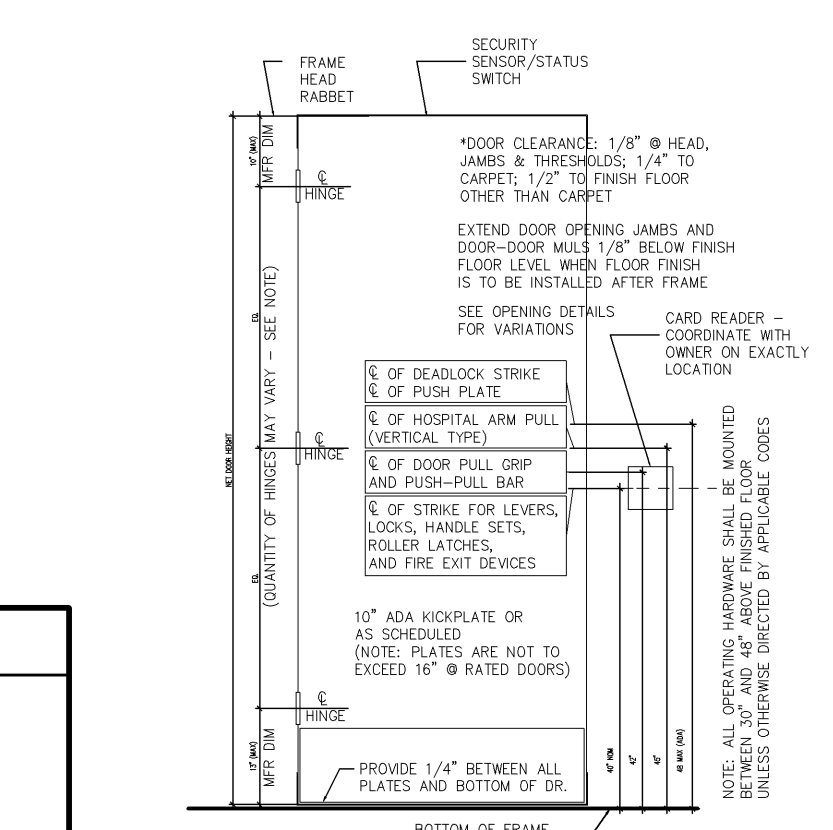 SECURITY
SENSOR/STATUS
SWITCH
FRAME
HEAD
RABBET
10" (MAX)
MFR DIM
℄
HINGE
*DOOR CLEARANCE: 1/8" @ HEAD,
JAMBS & THRESHOLDS; 1/4" TO
CARPET; 1/2" TO FINISH FLOOR
OTHER THAN CARPET
EXTEND DOOR OPENING JAMBS AND
DOOR-DOOR MULS 1/8" BELOW FINISH
FLOOR LEVEL WHEN FLOOR FINISH
IS TO BE INSTALLED AFTER FRAME
SEE OPENING DETAILS
FOR VARIATIONS
CARD READER -
COORDINATE WITH
OWNER ON EXACTLY
LOCATION
EQ.
(QUANTITY OF HINGES MAY VARY - SEE NOTE)
NET DOOR HEIGHT
℄ OF DEADLOCK STRIKE
℄ OF PUSH PLATE
℄ OF HOSPITAL ARM PULL
(VERTICAL TYPE)
℄
HINGE
℄ OF DOOR PULL GRIP
AND PUSH-PULL BAR
℄ OF STRIKE FOR LEVERS,
LOCKS, HANDLE SETS,
ROLLER LATCHES,
AND FIRE EXIT DEVICES
EQ.
10" ADA KICKPLATE OR
AS SCHEDULED
(NOTE: PLATES ARE NOT TO
EXCEED 16" @ RATED DOORS)
℄
HINGE
13" (MAX)
MFR DIM
PROVIDE 1/4" BETWEEN ALL
PLATES AND BOTTOM OF DR.
40" NOM
42"
45"
48 MAX (ADA)
NOTE: ALL OPERATING HARDWARE SHALL BE MOUNTED
BETWEEN 30" AND 48" ABOVE FINISHED FLOOR
UNLESS OTHERWISE DIRECTED BY APPLICABLE CODES
BOTTOM OF FRAME